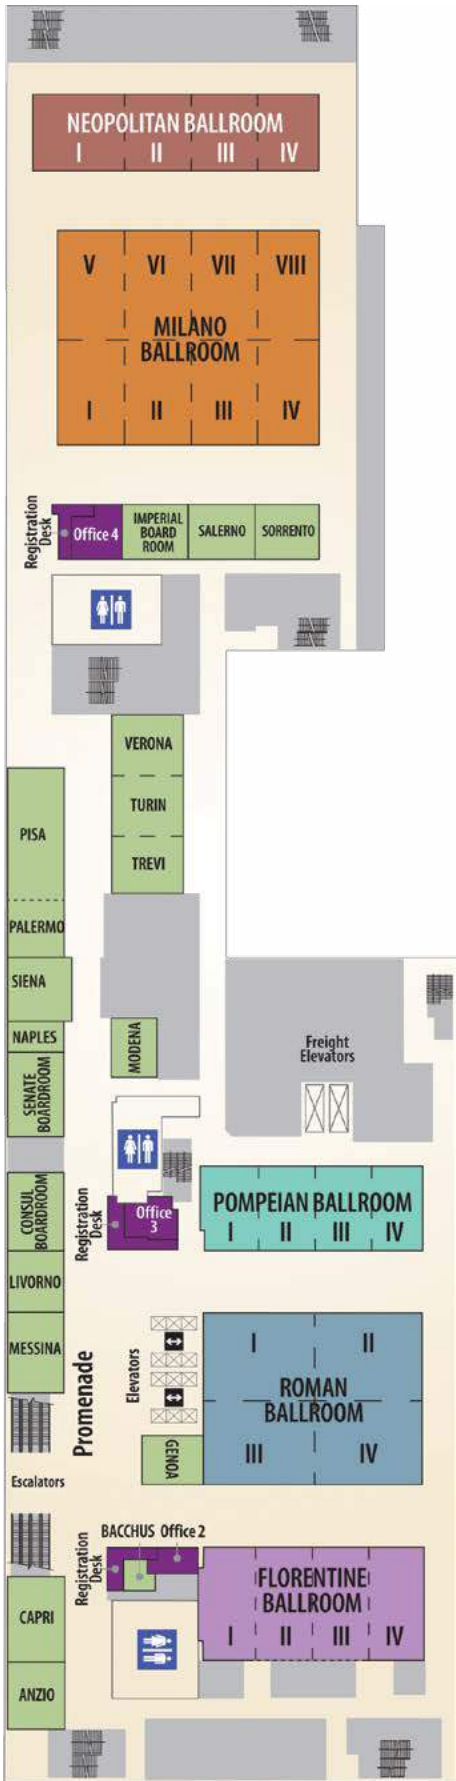 NEOPOLITAN BALLROOM
I II III IV
V VI VII VIII
MILANO
BALLROOM
I II III IV
Registration
Desk
Office 4
IMPERIAL
BOARD
ROOM
SALERNO
SORRENTO
VERONA
TURIN
TREVI
PISA
PALERMO
SIENA
NAPLES
SENATE
BOARDROOM
MODENA
Freight
Elevators
CONSUL
BOARDROOM
Registration
Desk
Office
3
POMPEIAN BALLROOM
I II III IV
LIVORNO
MESSINA
Promenade
Elevators
I II
ROMAN
BALLROOM
III IV
GENOA
Escalators
BACCHUS Office 2
Registration
Desk
FLORENTINE
BALLROOM
I II III IV
CAPRI
ANZIO